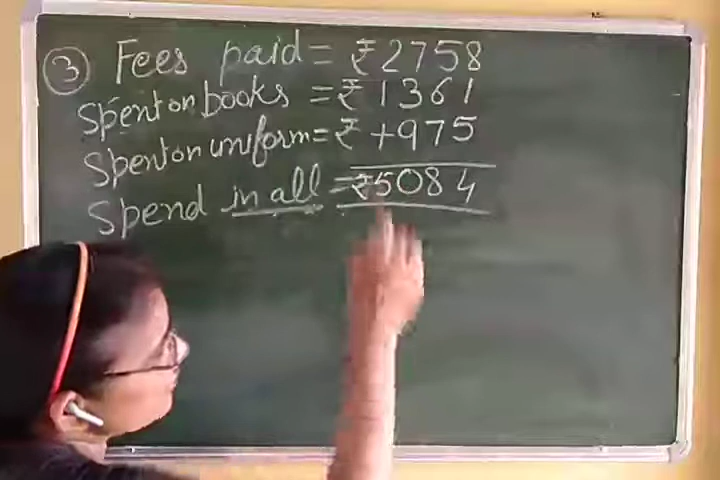 3 Fees paid = ₹2758
Spent on books = ₹ 1361
Spent on uniform = ₹ +975
Spend in all = ₹5084